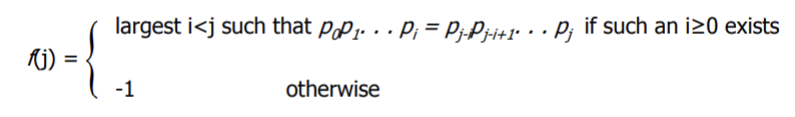 largest i<j such that p₀p₁. . . pᵢ = pⱼ₋ᵢpⱼ₋ᵢ₊₁. . . pⱼ if such an i≥0 exists
f(j) =
-1 otherwise